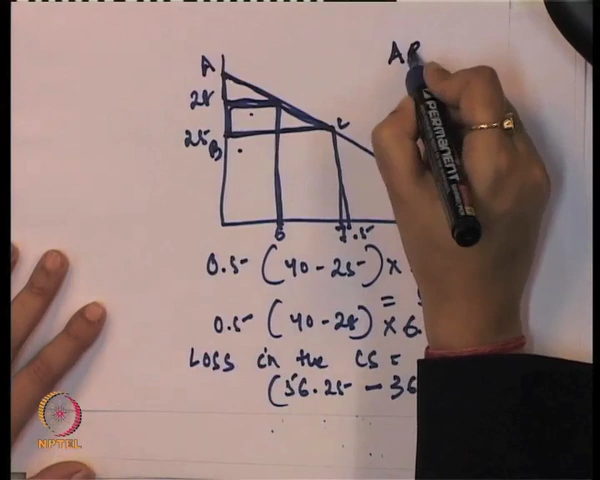 A
A
28
25
B
C
6
7.5
0.5 (40 - 25) ×
=
0.5 (40 - 28) × 6
Loss in the CS =
(56.25 - 36
PERMANENT
NPTEL